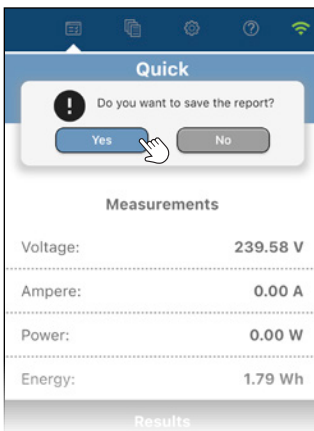 Quick
Do you want to save the report?
Yes No
Measurements
Voltage: 239.58 V
Ampere: 0.00 A
Power: 0.00 W
Energy: 1.79 Wh
Results